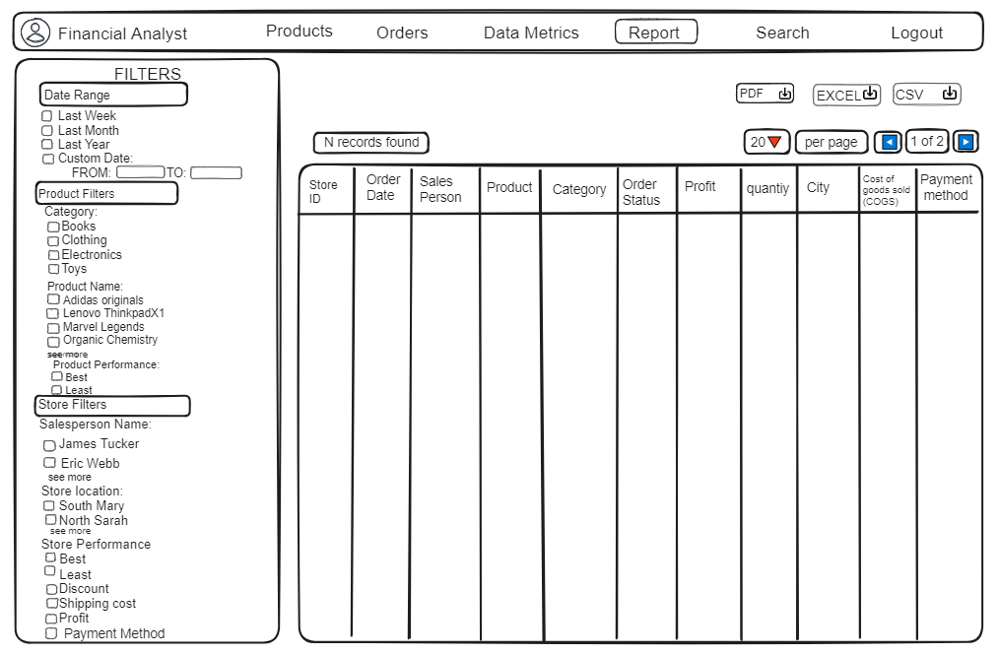 Financial Analyst
Products
Orders
Data Metrics
Report
Search
Logout
FILTERS
Date Range
Last Week
Last Month
Last Year
Custom Date:
FROM:
TO:
Product Filters
Category:
Books
Clothing
Electronics
Toys
Product Name:
Adidas originals
Lenovo ThinkpadX1
Marvel Legends
Organic Chemistry
see more
Product Performance:
Best
Least
Store Filters
Salesperson Name:
James Tucker
Eric Webb
see more
Store location:
South Mary
North Sarah
see more
Store Performance
Best
Least
Discount
Shipping cost
Profit
Payment Method
PDF
EXCEL
CSV
N records found
20
per page
1 of 2
Store
ID
Order
Date
Sales
Person
Product
Category
Order
Status
Profit
quantiy
City
Cost of
goods sold
(COGS)
Payment
method